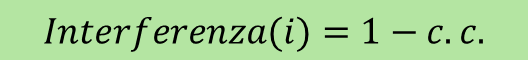 Interferenza(i) = 1 − c. c.